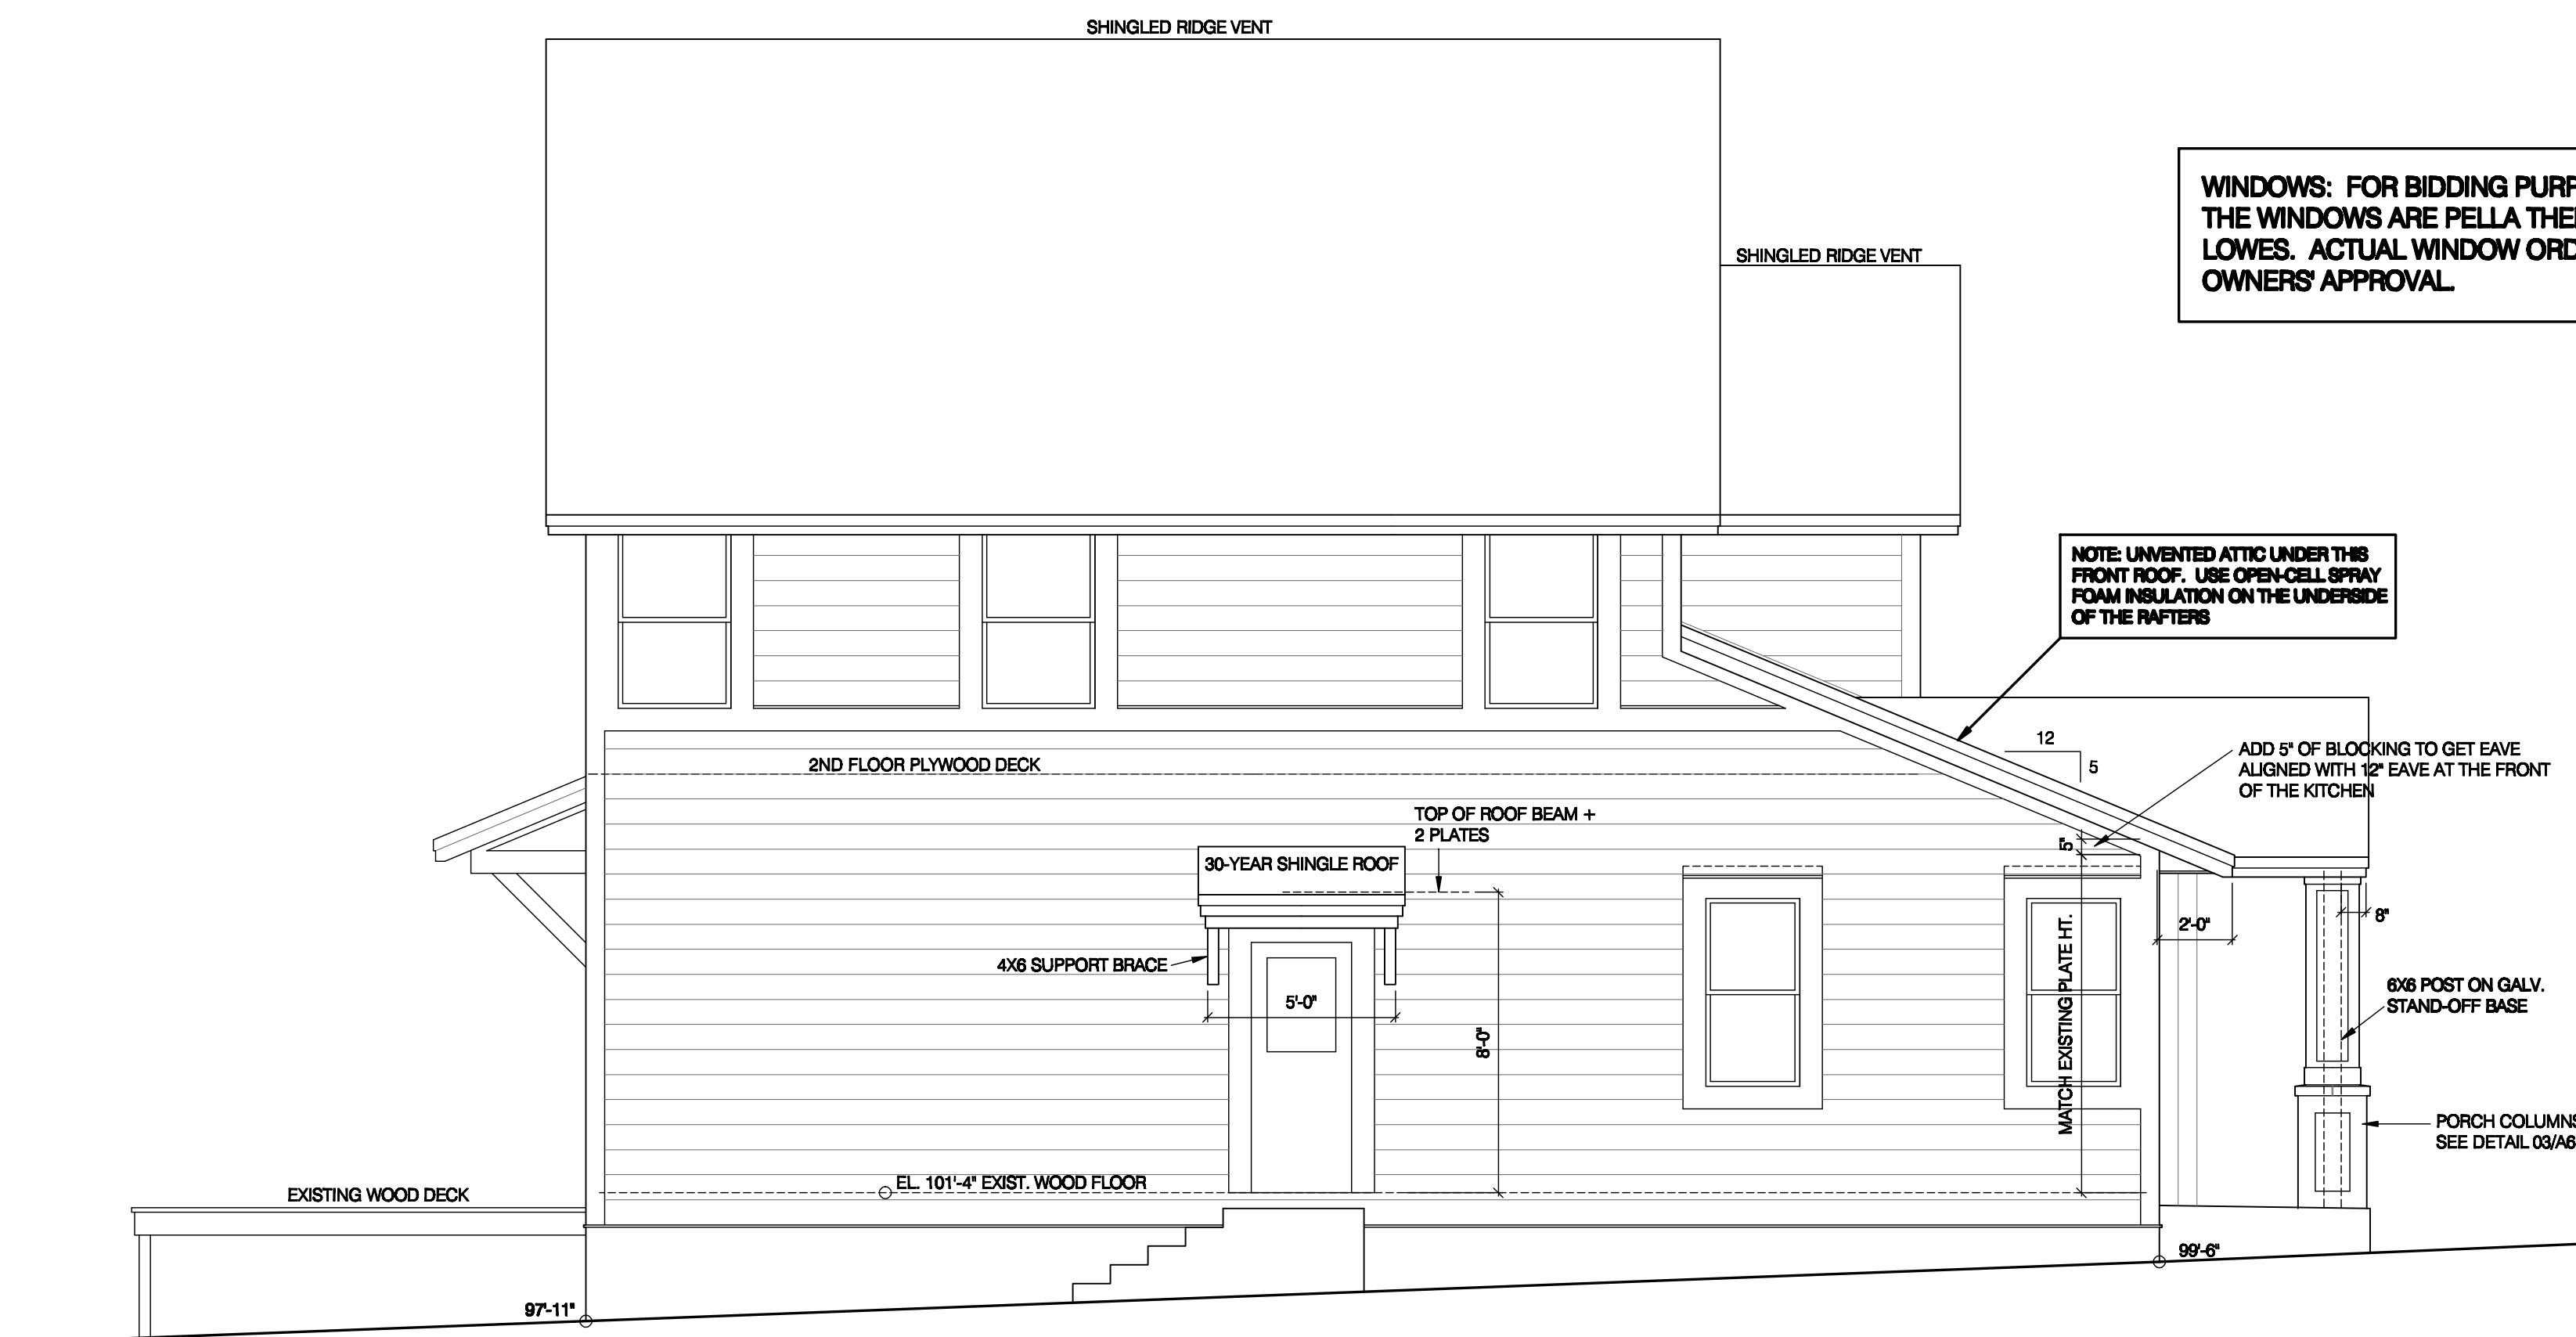 SHINGLED RIDGE VENT
SHINGLED RIDGE VENT
WINDOWS: FOR BIDDING
THE WINDOWS ARE PELLA
LOWES. ACTUAL WINDOW
OWNERS' APPROVAL.
NOTE: UNVENTED ATTIC UNDER THIS
FRONT ROOF. USE OPEN-CELL SPRAY
FOAM INSULATION ON THE UNDERSIDE
OF THE RAFTERS
12
5
ADD 5" OF BLOCKING TO GET EAVE
ALIGNED WITH 12" EAVE AT THE FRONT
OF THE KITCHEN
2ND FLOOR PLYWOOD DECK
TOP OF ROOF BEAM +
2 PLATES
5"
30-YEAR SHINGLE ROOF
8"
2'-0"
4X6 SUPPORT BRACE
5'-0"
8'-0"
MATCH EXISTING PLATE HT.
6X6 POST ON GALV.
STAND-OFF BASE
PORCH COLUMNS
SEE DETAIL 03/A6
EL. 101'-4" EXIST. WOOD FLOOR
EXISTING WOOD DECK
99'-6"
97'-11"